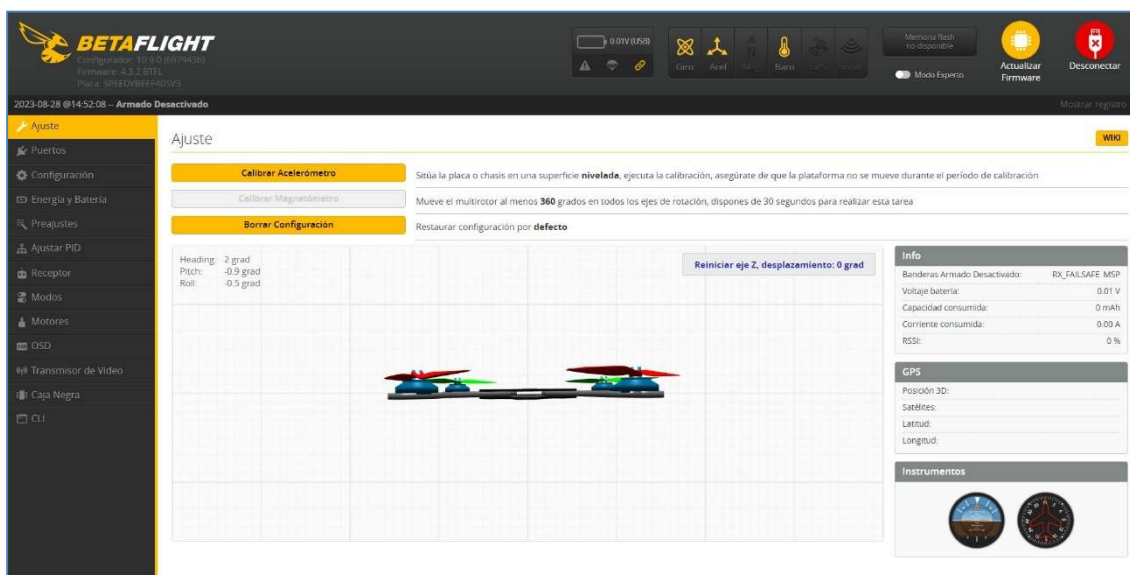 BETAFLIGHT
Configurador: 10.9.0 (6979436)
Firmware: 4.3.2 BTFL
Placa: SPEEDYBEEF405V3
0.01V (USB)
Giro
Acel
Mag
Baro
GPS
Memoria flash
no disponible
Modo Experto
Actualizar
Firmware
Desconectar
2023-08-28 @14:52:08 -- Armado Desactivado
Mostrar registro
Ajuste
Puertos
Configuración
Energía y Batería
Preajustes
Ajustar PID
Receptor
Modos
Motores
OSD
Transmisor de Video
Caja Negra
CLI
Ajuste
WIKI
Calibrar Acelerómetro
Sitúa la placa o chasis en una superficie nivelada, ejecuta la calibración, asegúrate de que la plataforma no se mueve durante el período de calibración
Calibrar Magnetómetro
Mueve el multirotor al menos 360 grados en todos los ejes de rotación, dispones de 30 segundos para realizar esta tarea
Borrar Configuración
Restaurar configuración por defecto
Heading: 2 grad
Pitch: -0.9 grad
Roll: -0.5 grad
Reiniciar eje Z, desplazamiento: 0 grad
Info
Banderas Armado Desactivado: RX_FAILSAFE MSP
Voltaje batería: 0.01 V
Capacidad consumida: 0 mAh
Corriente consumida: 0.00 A
RSSI: 0 %
GPS
Posición 3D:
Satélites:
Latitud:
Longitud:
Instrumentos